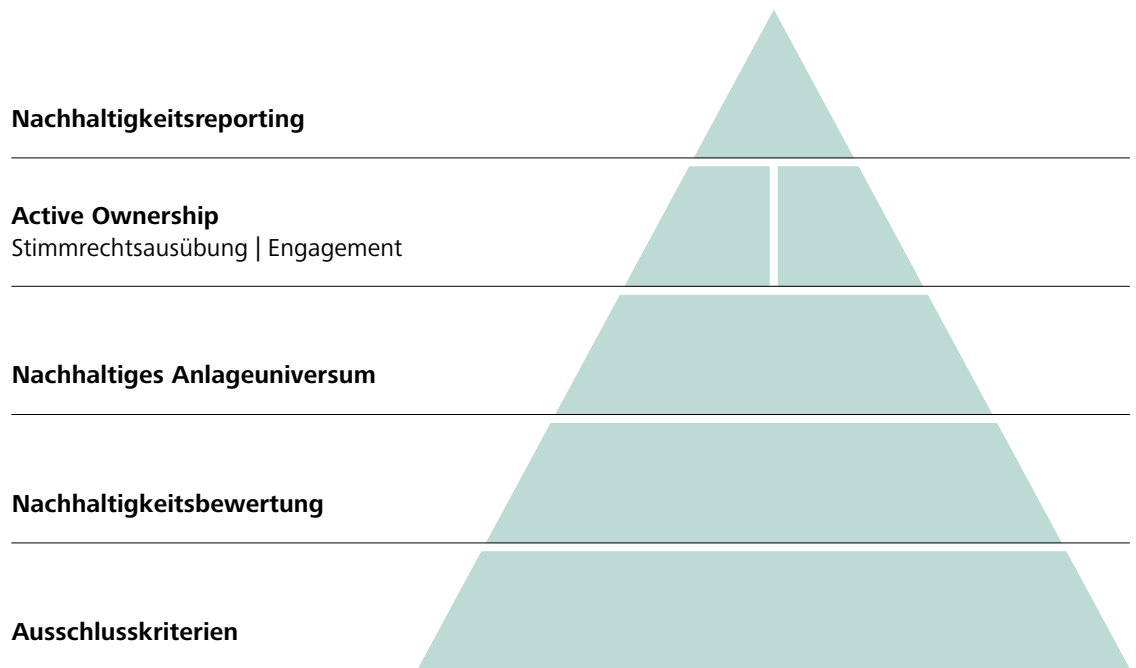 Nachhaltigkeitsreporting
Active Ownership
Stimmrechtsausübung | Engagement
Nachhaltiges Anlageuniversum
Nachhaltigkeitsbewertung
Ausschlusskriterien